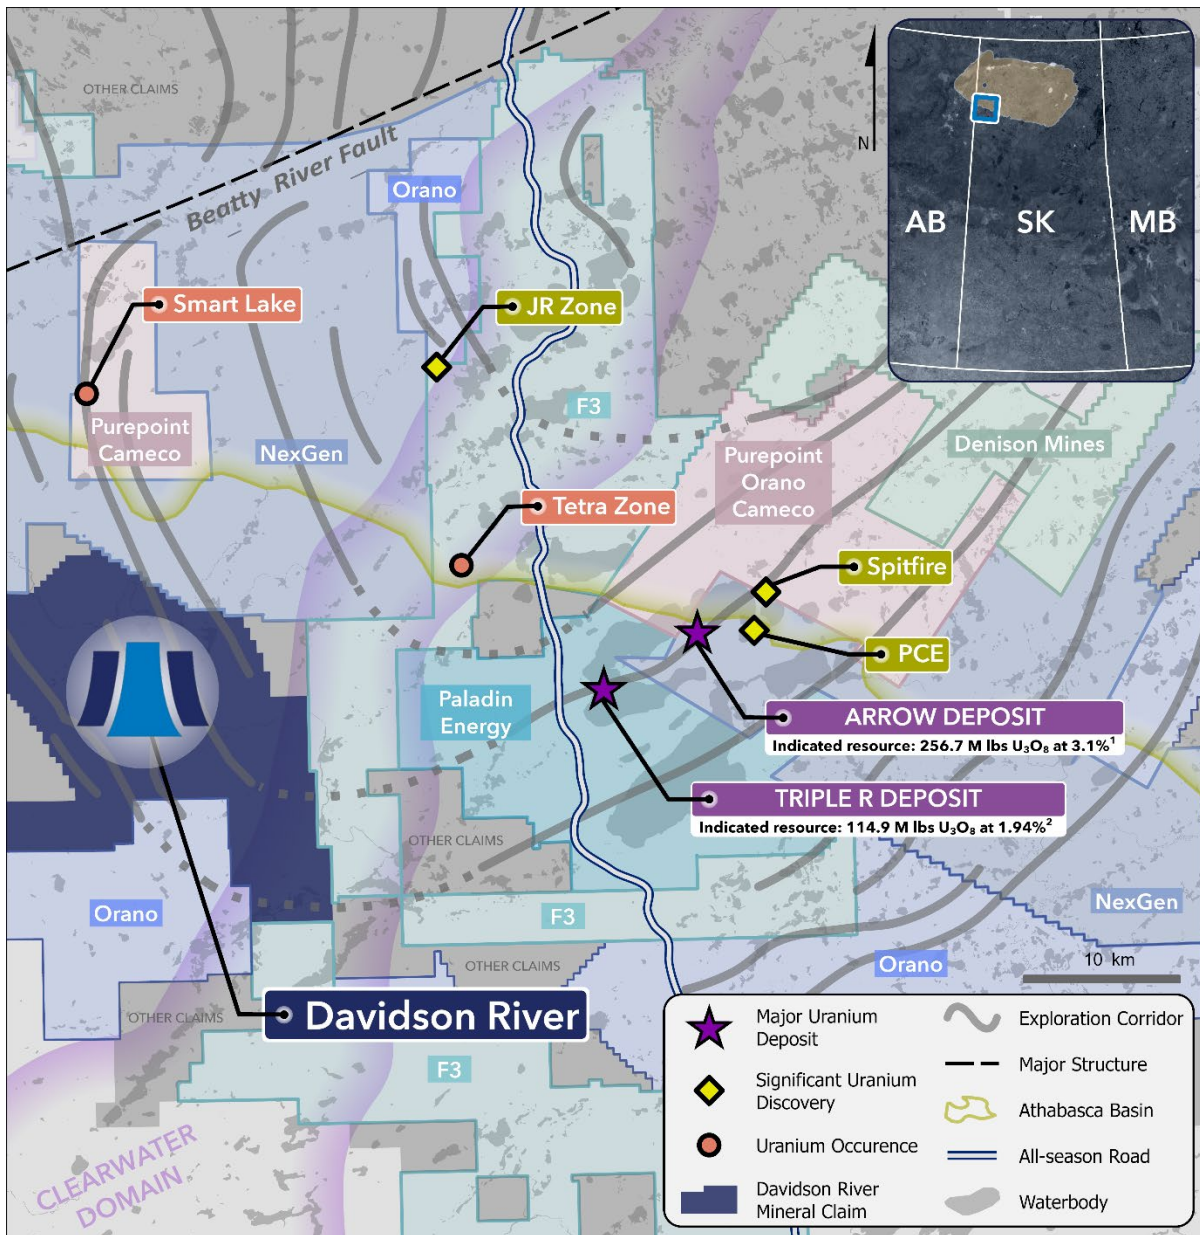 OTHER CLAIMS
Beatty River Fault
Orano
N
AB
SK
MB
Smart Lake
JR Zone
F3
Purepoint
Cameco
NexGen
Purepoint
Orano
Cameco
Denison Mines
Tetra Zone
Spitfire
PCE
Paladin
Energy
ARROW DEPOSIT
Indicated resource: 256.7 M lbs U₃O₈ at 3.1%¹
TRIPLE R DEPOSIT
Indicated resource: 114.9 M lbs U₃O₈ at 1.94%²
OTHER CLAIMS
Orano
F3
NexGen
OTHER CLAIMS
Orano
10 km
OTHER CLAIMS
Davidson River
F3
CLEARWATER
DOMAIN
Major Uranium
Deposit
Significant Uranium
Discovery
Uranium Occurence
Davidson River
Mineral Claim
Exploration Corridor
Major Structure
Athabasca Basin
All-season Road
Waterbody